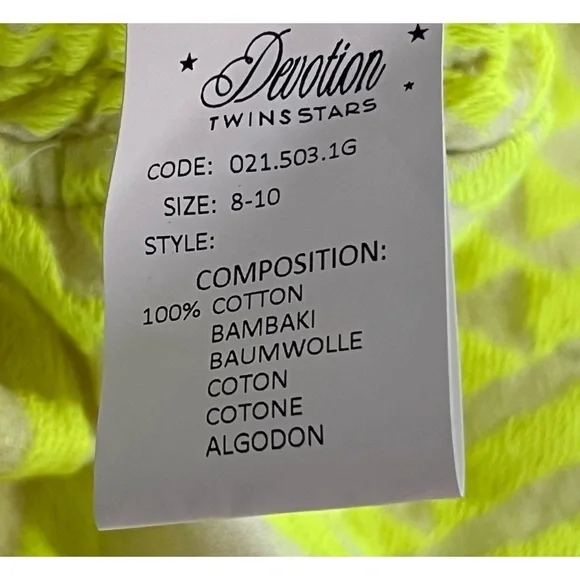 Devotion
TWINS STARS
CODE: 021.503.1G
SIZE: 8-10
STYLE:
COMPOSITION:
100% COTTON
BAMBAKI
BAUMWOLLE
COTON
COTONE
ALGODON